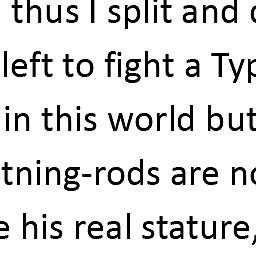 thus I split and
left to fight a Typ
in this world but
tning-rods are no
his real stature,